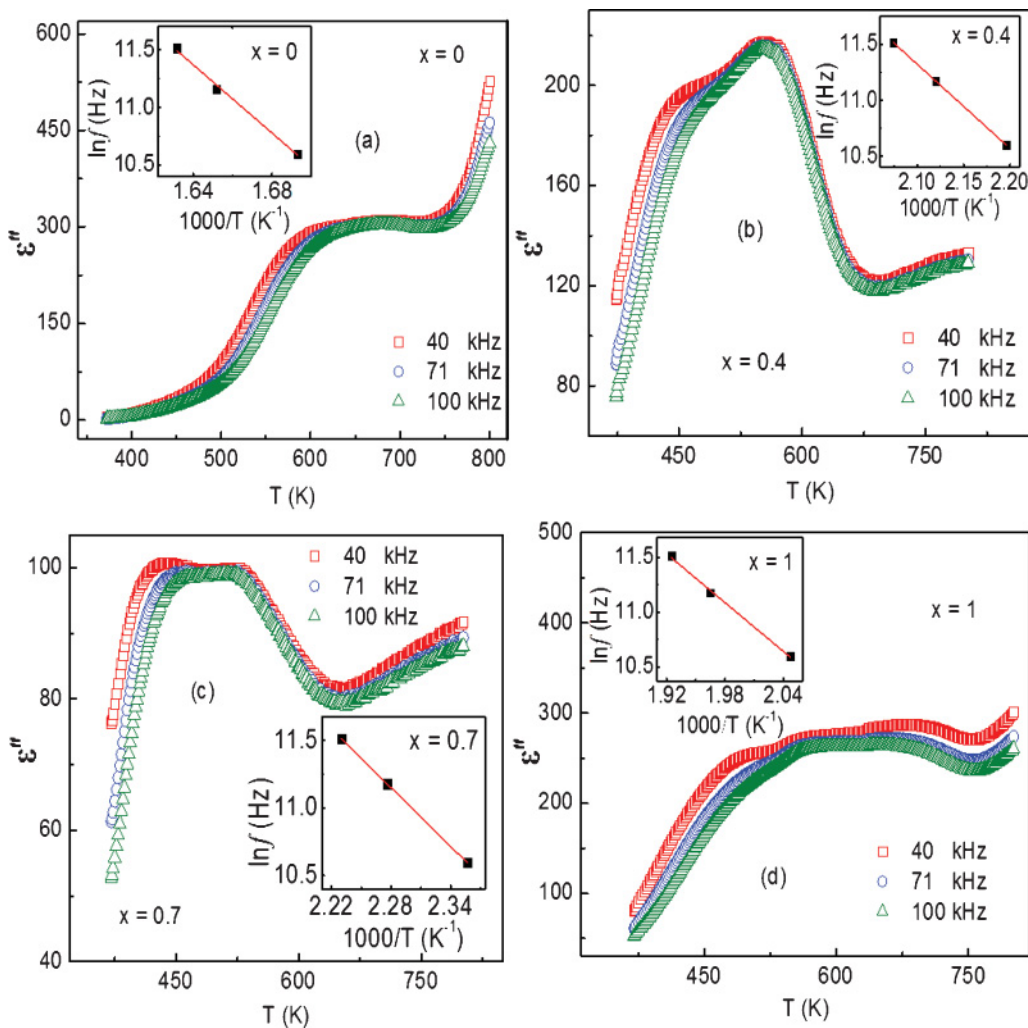 600
450
300
150
0
ε''
400 500 600 700 800
T (K)
x = 0
(a)
40 kHz
71 kHz
100 kHz
11.5
11.0
10.5
lnf (Hz)
1.64 1.68
1000/T (K⁻¹)
x = 0
200
160
120
80
ε''
450 600 750
T (K)
(b)
x = 0.4
40 kHz
71 kHz
100 kHz
11.5
11.0
10.5
lnf (Hz)
2.10 2.15 2.20
1000/T (K⁻¹)
x = 0.4
100
80
60
40
ε''
450 600 750
T (K)
40 kHz
71 kHz
100 kHz
(c)
x = 0.7
11.5
11.0
10.5
lnf (Hz)
2.22 2.28 2.34
1000/T (K⁻¹)
x = 0.7
500
400
300
200
100
ε''
450 600 750
T (K)
x = 1
(d)
40 kHz
71 kHz
100 kHz
11.5
11.0
10.5
lnf (Hz)
1.92 1.98 2.04
1000/T (K⁻¹)
x = 1